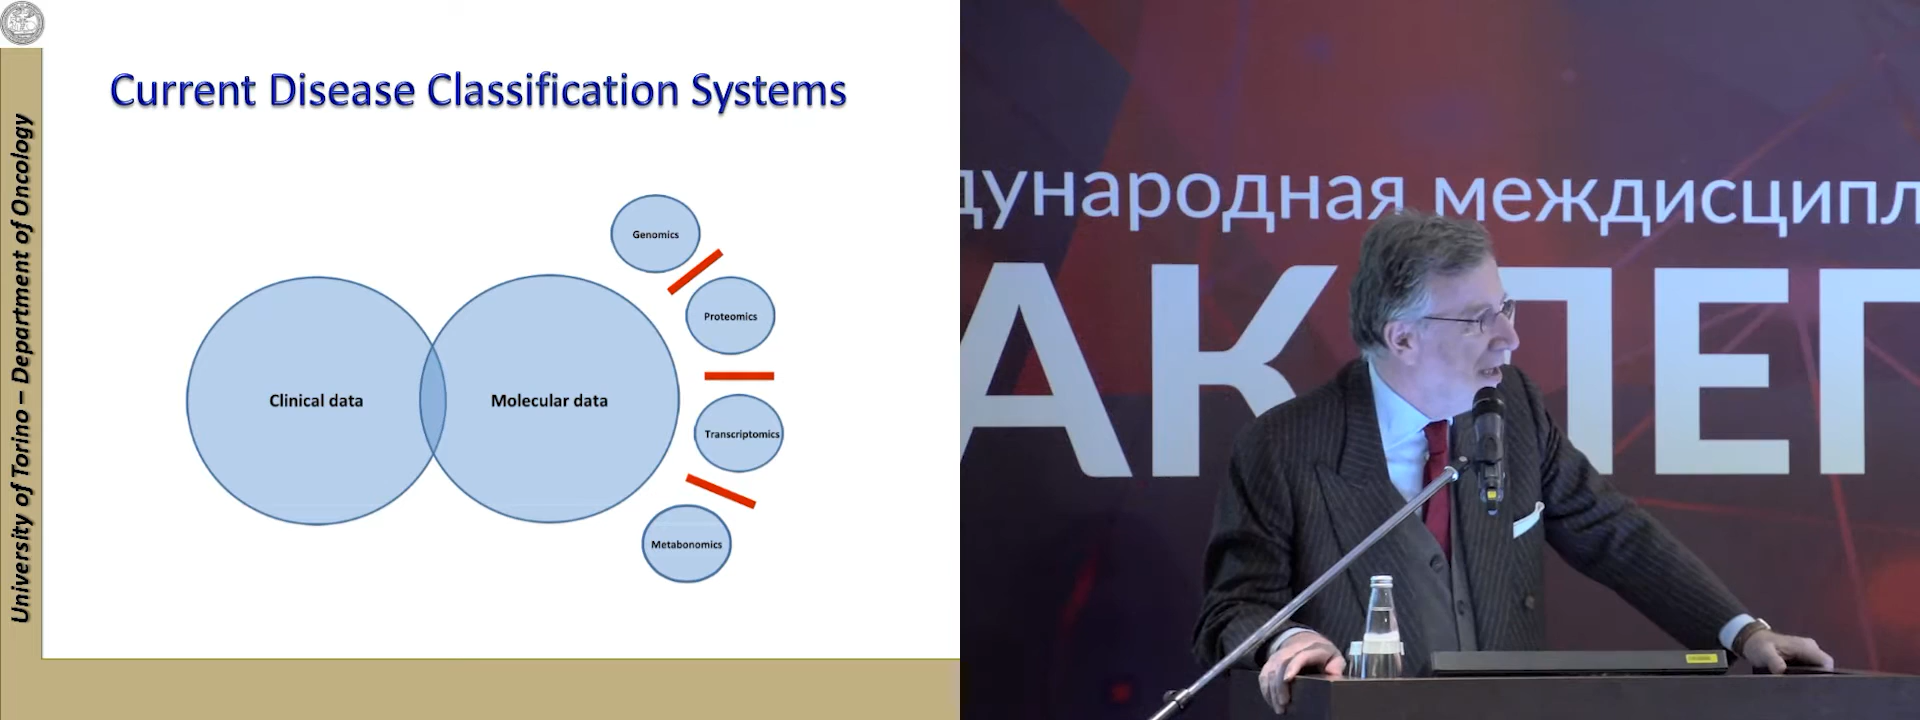 Current Disease Classification Systems
University of Torino – Department of Oncology
Genomics
Proteomics
Clinical data
Molecular data
Transcriptomics
Metabonomics
дународная междисципл
АК ПЕГ